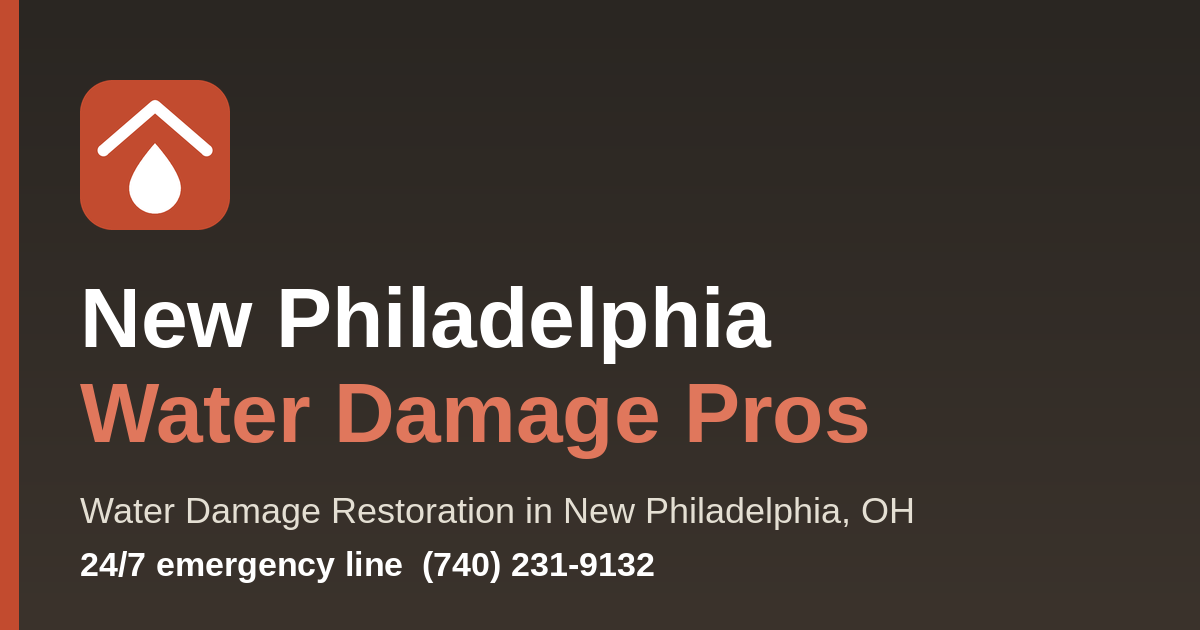 New Philadelphia
Water Damage Pros
Water Damage Restoration in New Philadelphia, OH
24/7 emergency line  (740) 231-9132